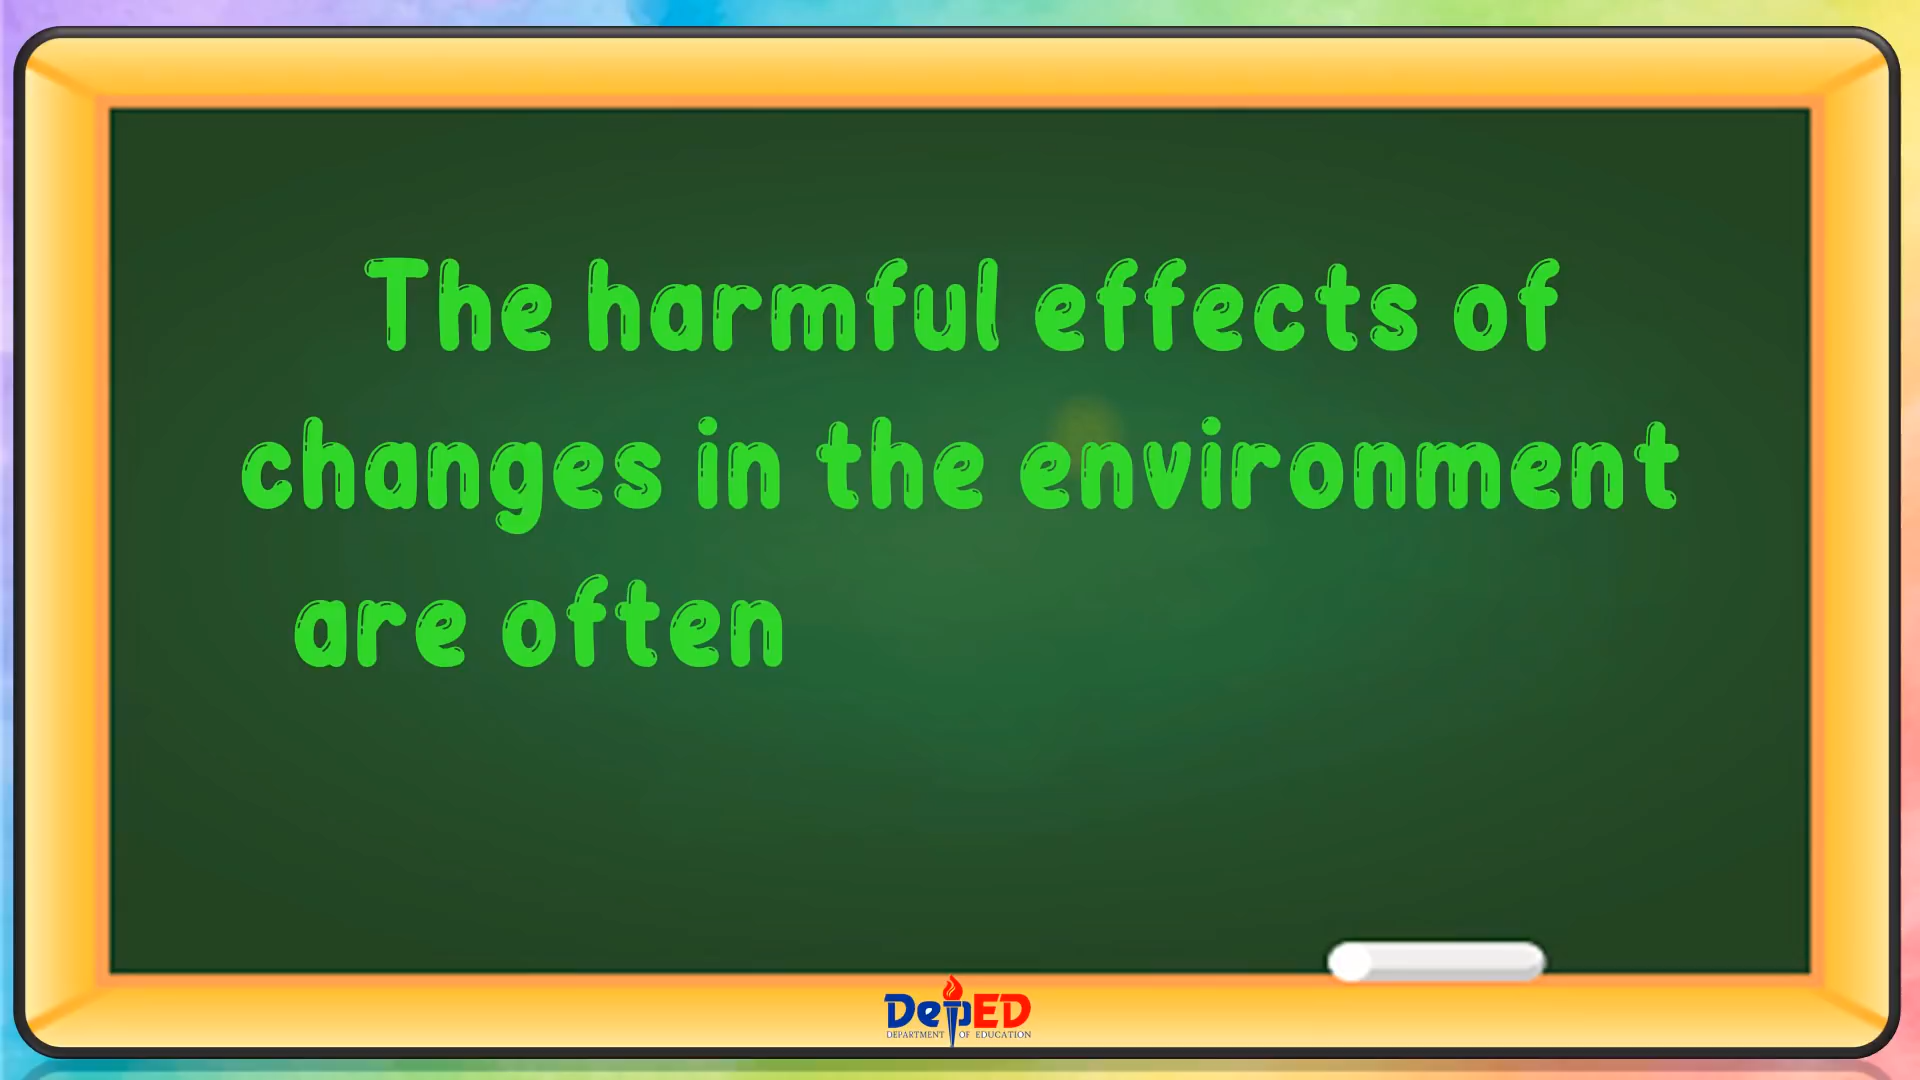 The harmful effects of
changes in the environment
are often
DepED
DEPARTMENT OF EDUCATION